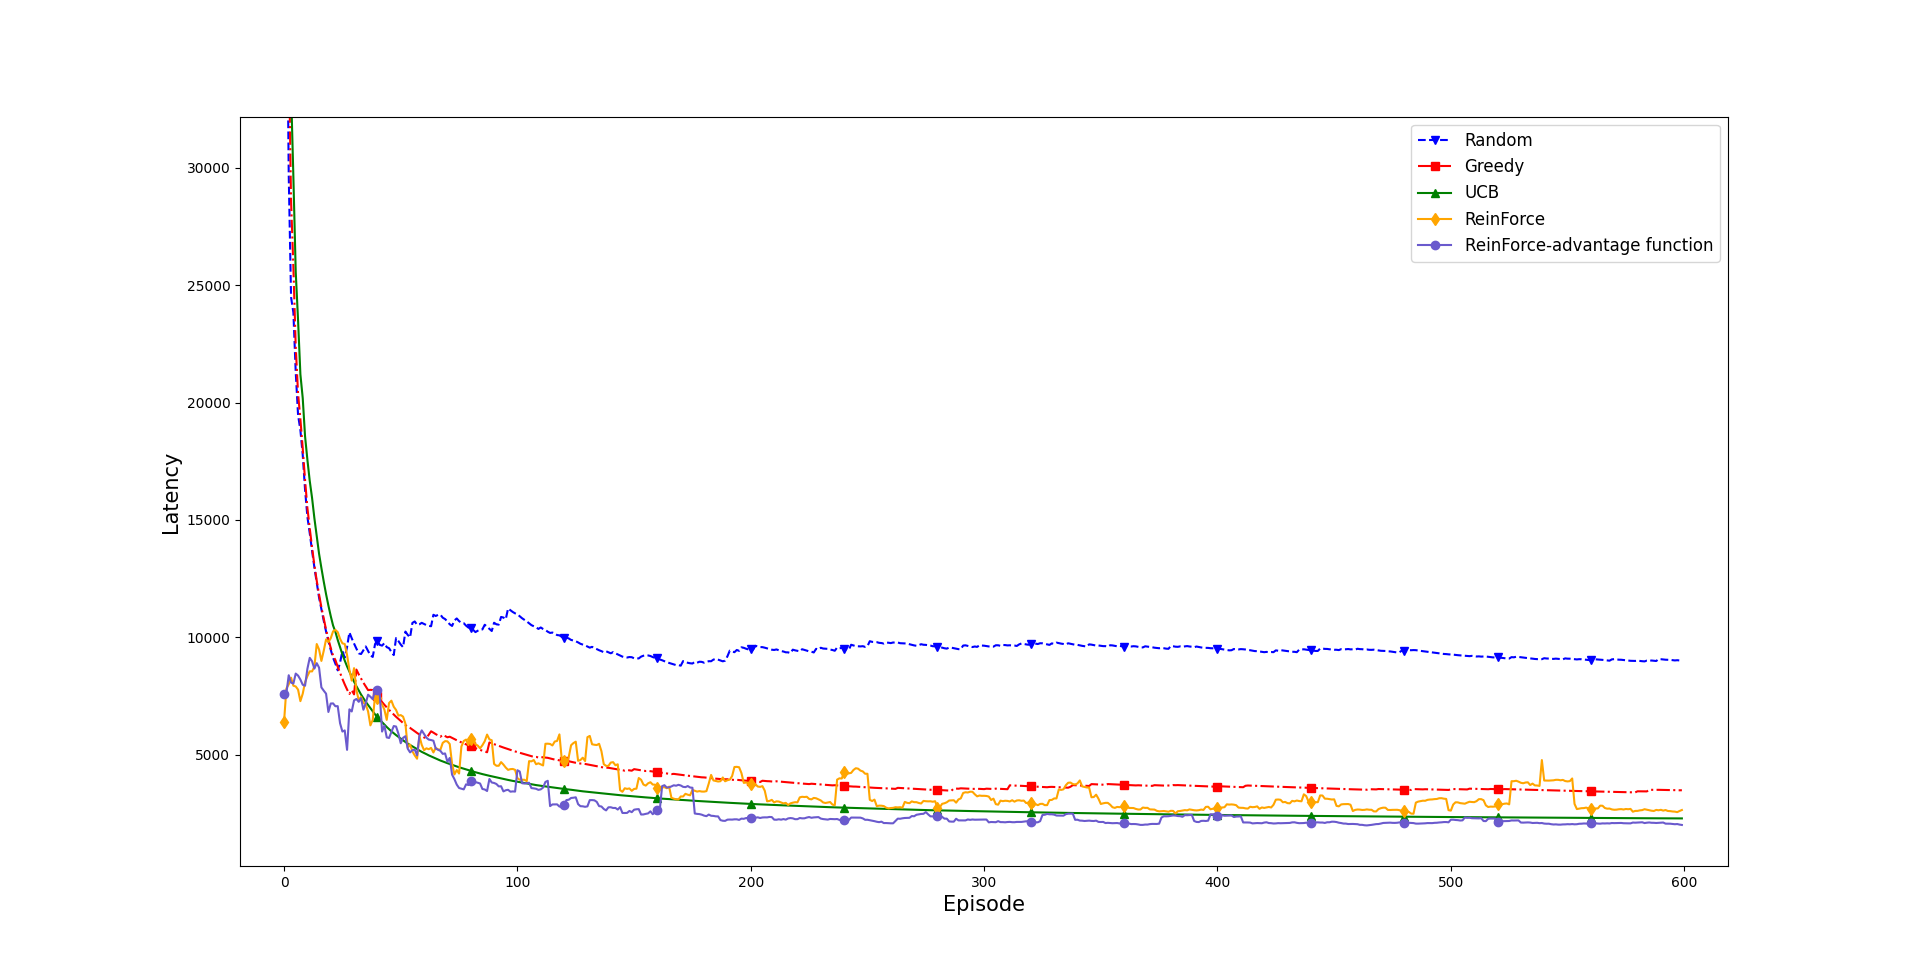 Random
Greedy
UCB
ReinForce
ReinForce-advantage function
30000
25000
20000
15000
10000
5000
Latency
0 100 200 300 400 500 600
Episode